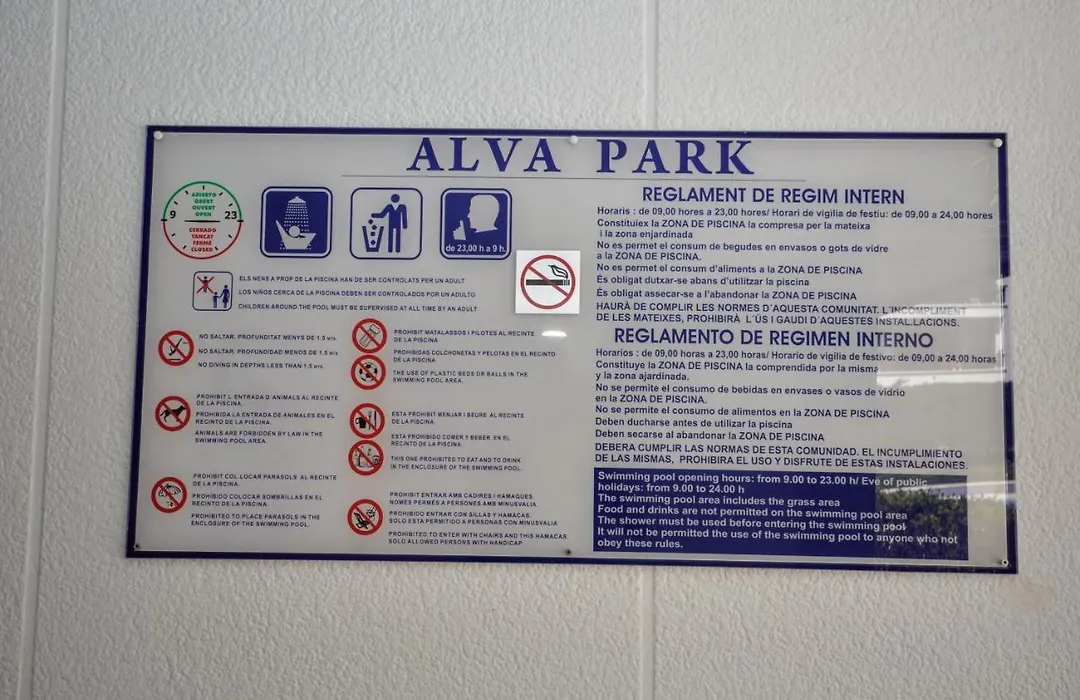 ALVA PARK
ABIERTO
OBERT
OUVERT
OPEN
9 23
CERRADO
TANCAT
FERMÉ
CLOSED
de 23,00 h a 9 h.
ELS NENS A PROP DE LA PISCINA HAN DE SER CONTROLATS PER UN ADULT
LOS NIÑOS CERCA DE LA PISCINA DEBEN SER CONTROLADOS POR UN ADULTO
CHILDREN AROUND THE POOL MUST BE SUPERVISED AT ALL TIME BY AN ADULT
NO SALTAR. PROFUNDITAT MENYS DE 1.5 mrs.
NO SALTAR. PROFUNDIDAD MENOS DE 1.5 mrs
NO DIVING IN DEPTHS LESS THAN 1.5 mrs.
PROHIBIT L´ENTRADA D´ANIMALS AL RECINTE
DE LA PISCINA.
PROHIBIDA LA ENTRADA DE ANIMALES EN EL
RECINTO DE LA PISCINA.
ANIMALS ARE FORBIDEN BY LAW IN THE
SWIMMING POOL AREA.
PROHIBIT COL.LOCAR PARASOLS AL RECINTE
DE LA PISCINA.
PROHIBIDO COLOCAR SOMBRILLAS EN EL
RECINTO DE LA PISCINA.
PROHIBITED TO PLACE PARASOLS IN THE
ENCLOSURE OF THE SWIMMING POOL.
PROHIBIT MATALASSOS I PILOTES AL RECINTE
DE LA PISCINA
PROHIBIDAS COLCHONETAS Y PELOTAS EN EL RECINTO
DE LA PISCINA
THE USE OF PLASTIC BEDS OR BALLS IN THE
SWIMMING POOL AREA.
ESTA PROHIBIT MENJAR I BEURE AL RECINTE
DE LA PISCINA.
ESTA PROHIBIDO COMER Y BEBER EN EL
RECINTO DE LA PISCINA.
THIS ONE PROHIBITED TO EAT AND TO DRINK
IN THE ENCLOSURE OF THE SWIMMING POOL.
PROHIBIT ENTRAR AMB CADIRES I HAMAQUES.
NOMES PERMÈS A PERSONES AMB MINUSVALIA.
PROHIBIDO ENTRAR CON SILLAS Y HAMACAS.
SOLO ESTA PERMITIDO A PERSONAS CON MINUSVALIA
PROHIBITED TO ENTER WITH CHAIRS AND THIS HAMACAS
SOLO ALLOWED PERSONS WITH HANDICAP
REGLAMENT DE REGIM INTERN
Horaris : de 09,00 hores a 23,00 hores/ Horari de vigilia de festiu: de 09,00 a 24,00 hores
Constitueix la ZONA DE PISCINA la compresa per la mateixa
i la zona enjardinada
No es permet el consum de begudes en envasos o gots de vidre
a la ZONA DE PISCINA.
No es permet el consum d'aliments a la ZONA DE PISCINA
És obligat dutxar-se abans d'utilitzar la piscina
És obligat assecar-se a l'abandonar la ZONA DE PISCINA
HAURÀ DE COMPLIR LES NORMES D´AQUESTA COMUNITAT. L´INCOMPLIMENT
DE LES MATEIXES, PROHIBIRÀ L´ÚS I GAUDI D´AQUESTES INSTAL.LACIONS.
REGLAMENTO DE REGIMEN INTERNO
Horarios : de 09,00 horas a 23,00 horas/ Horario de vigilia de festivo: de 09,00 a 24,00 horas
Constituye la ZONA DE PISCINA la comprendida por la misma
y la zona ajardinada.
No se permite el consumo de bebidas en envases o vasos de vidrio
en la ZONA DE PISCINA.
No se permite el consumo de alimentos en la ZONA DE PISCINA
Deben ducharse antes de utilizar la piscina
Deben secarse al abandonar la ZONA DE PISCINA
DEBERA CUMPLIR LAS NORMAS DE ESTA COMUNIDAD. EL INCUMPLIMIENTO
DE LAS MISMAS, PROHIBIRA EL USO Y DISFRUTE DE ESTAS INSTALACIONES.
Swimming pool opening hours: from 9.00 to 23.00 h/ Eve of public
holidays: from 9.00 to 24.00 h
The swimming pool area includes the grass area
Food and drinks are not permitted on the swimming pool area
The shower must be used before entering the swimming pool
It will not be permitted the use of the swimming pool to anyone who not
obey these rules.